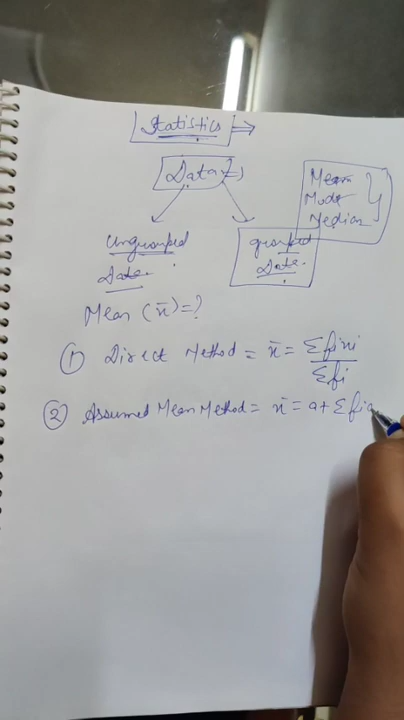 Statistics ⇒
Data ⇒
Mean
Mode
Median
Ungrouped
Data.
grouped
Data.
Mean (x̄) = ?
① Direct Method = x̄ = Σfixi / Σfi
② Assumed Mean Method = x̄ = a + Σfi